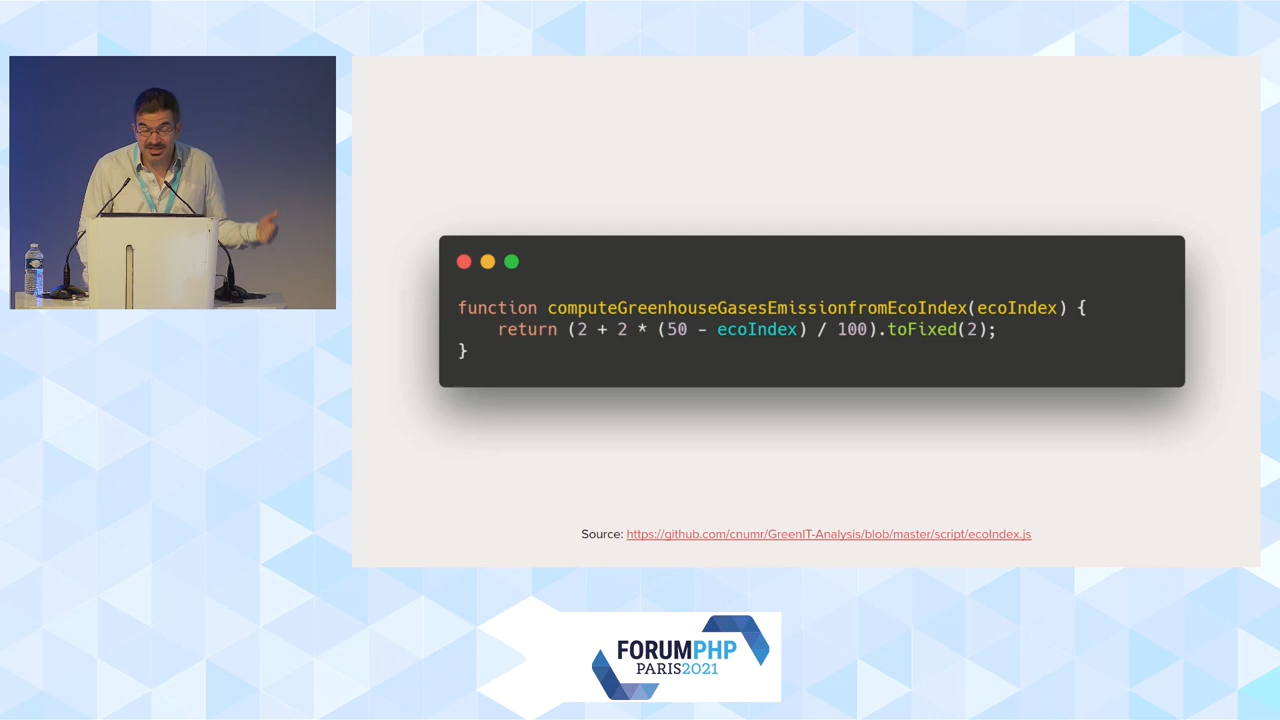 function computeGreenhouseGasesEmissionfromEcoIndex(ecoIndex) {
    return (2 + 2 * (50 - ecoIndex) / 100).toFixed(2);
}
Source: https://github.com/cnumr/GreenIT-Analysis/blob/master/script/ecoIndex.js
FORUMPHP
PARIS2021